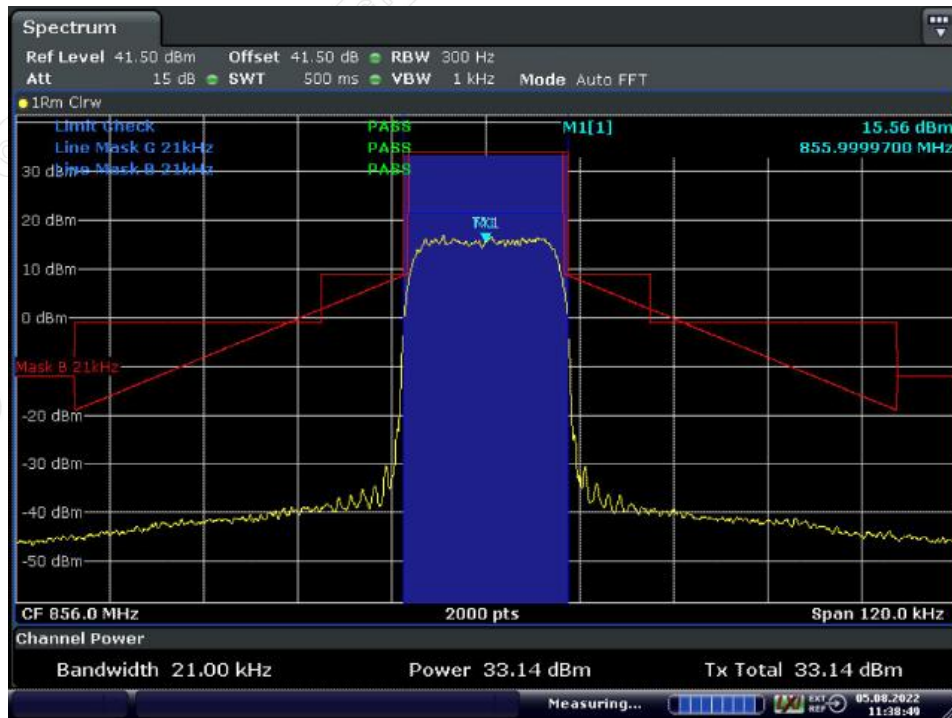 Spectrum
Ref Level 41.50 dBm Offset 41.50 dB RBW 300 Hz
Att 15 dB SWT 500 ms VBW 1 kHz Mode Auto FFT
1Rm Clrw
Limit Check PASS M1[1] 15.56 dBm
Line Mask G 21kHz PASS 855.9999700 MHz
30 dBm Line Mask B 21kHz PASS
20 dBm
10 dBm
0 dBm
Mask B 21kHz
-20 dBm
-30 dBm
-40 dBm
-50 dBm
CF 856.0 MHz 2000 pts Span 120.0 kHz
Channel Power
Bandwidth 21.00 kHz Power 33.14 dBm Tx Total 33.14 dBm
Measuring... EXT REF 05.08.2022
11:38:49